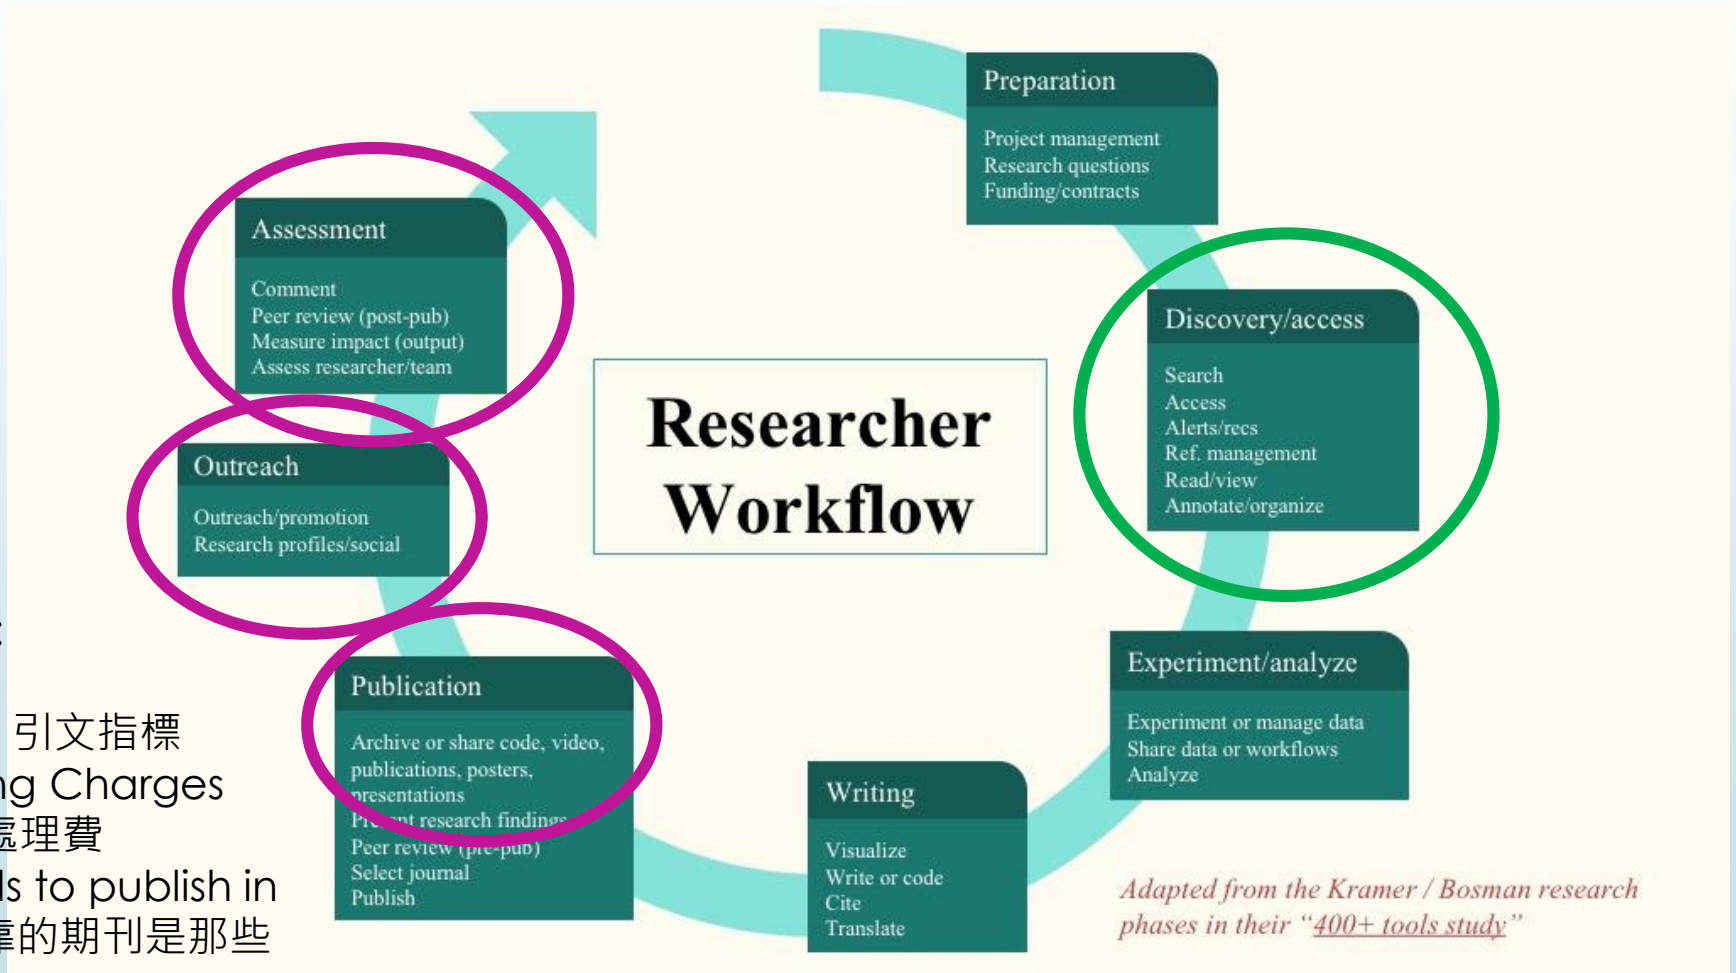 Preparation
Project management
Research questions
Funding/contracts
Discovery/access
Search
Access
Alerts/recs
Ref. management
Read/view
Annotate/organize
Experiment/analyze
Experiment or manage data
Share data or workflows
Analyze
Writing
Visualize
Write or code
Cite
Translate
Publication
Archive or share code, video,
publications, posters,
presentations
Present research findings
Peer review (pre-pub)
Select journal
Publish
Outreach
Outreach/promotion
Research profiles/social
Assessment
Comment
Peer review (post-pub)
Measure impact (output)
Assess researcher/team
Researcher
Workflow
引文指標
Charges
處理費
to publish in
的期刊是那些
Adapted from the Kramer / Bosman research
phases in their “400+ tools study”